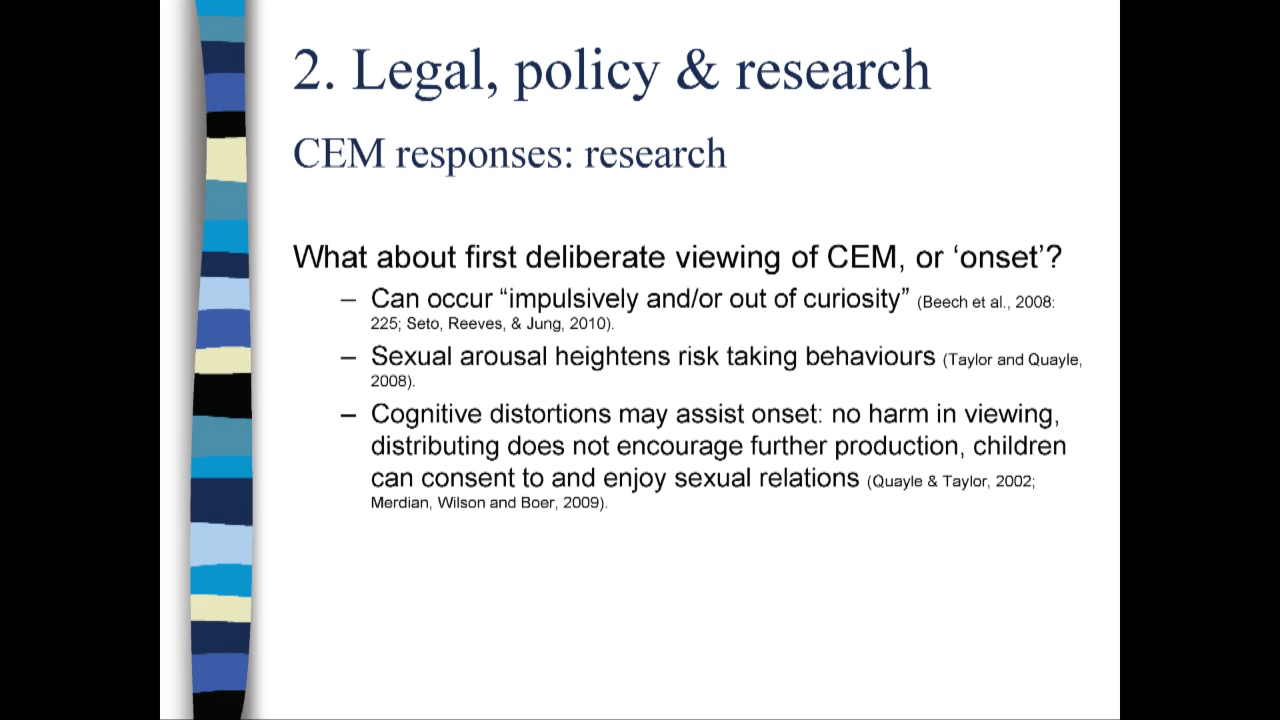 2. Legal, policy & research
CEM responses: research
What about first deliberate viewing of CEM, or ‘onset’?
– Can occur “impulsively and/or out of curiosity” (Beech et al., 2008:
225; Seto, Reeves, & Jung, 2010).
– Sexual arousal heightens risk taking behaviours (Taylor and Quayle,
2008).
– Cognitive distortions may assist onset: no harm in viewing,
distributing does not encourage further production, children
can consent to and enjoy sexual relations (Quayle & Taylor, 2002;
Merdian, Wilson and Boer, 2009).